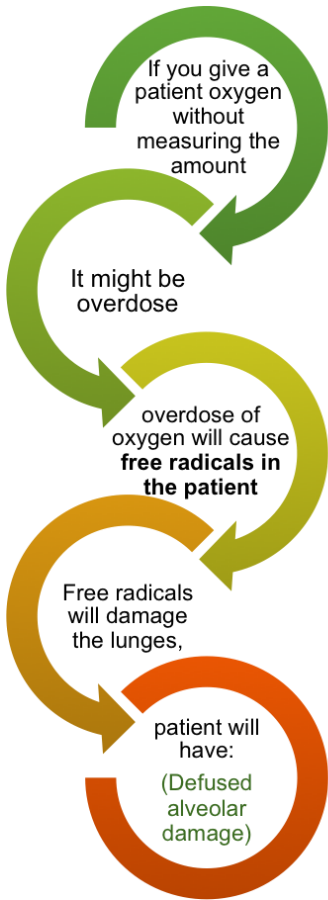 If you give a
patient oxygen
without
measuring the
amount
It might be
overdose
overdose of
oxygen will cause
free radicals in
the patient
Free radicals
will damage
the lunges,
patient will
have:
(Defused
alveolar
damage)